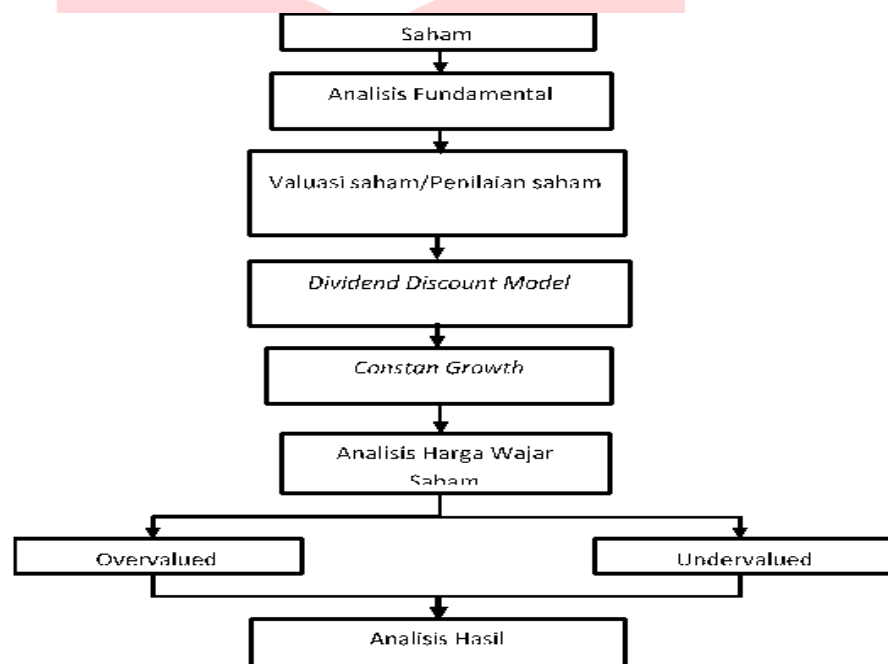 Saham
Analisis Fundamental
Valuasi saham/Penilaian saham
Dividend Discount Model
Constan Growth
Analisis Harga Wajar
Saham
Overvalued
Undervalued
Analisis Hasil